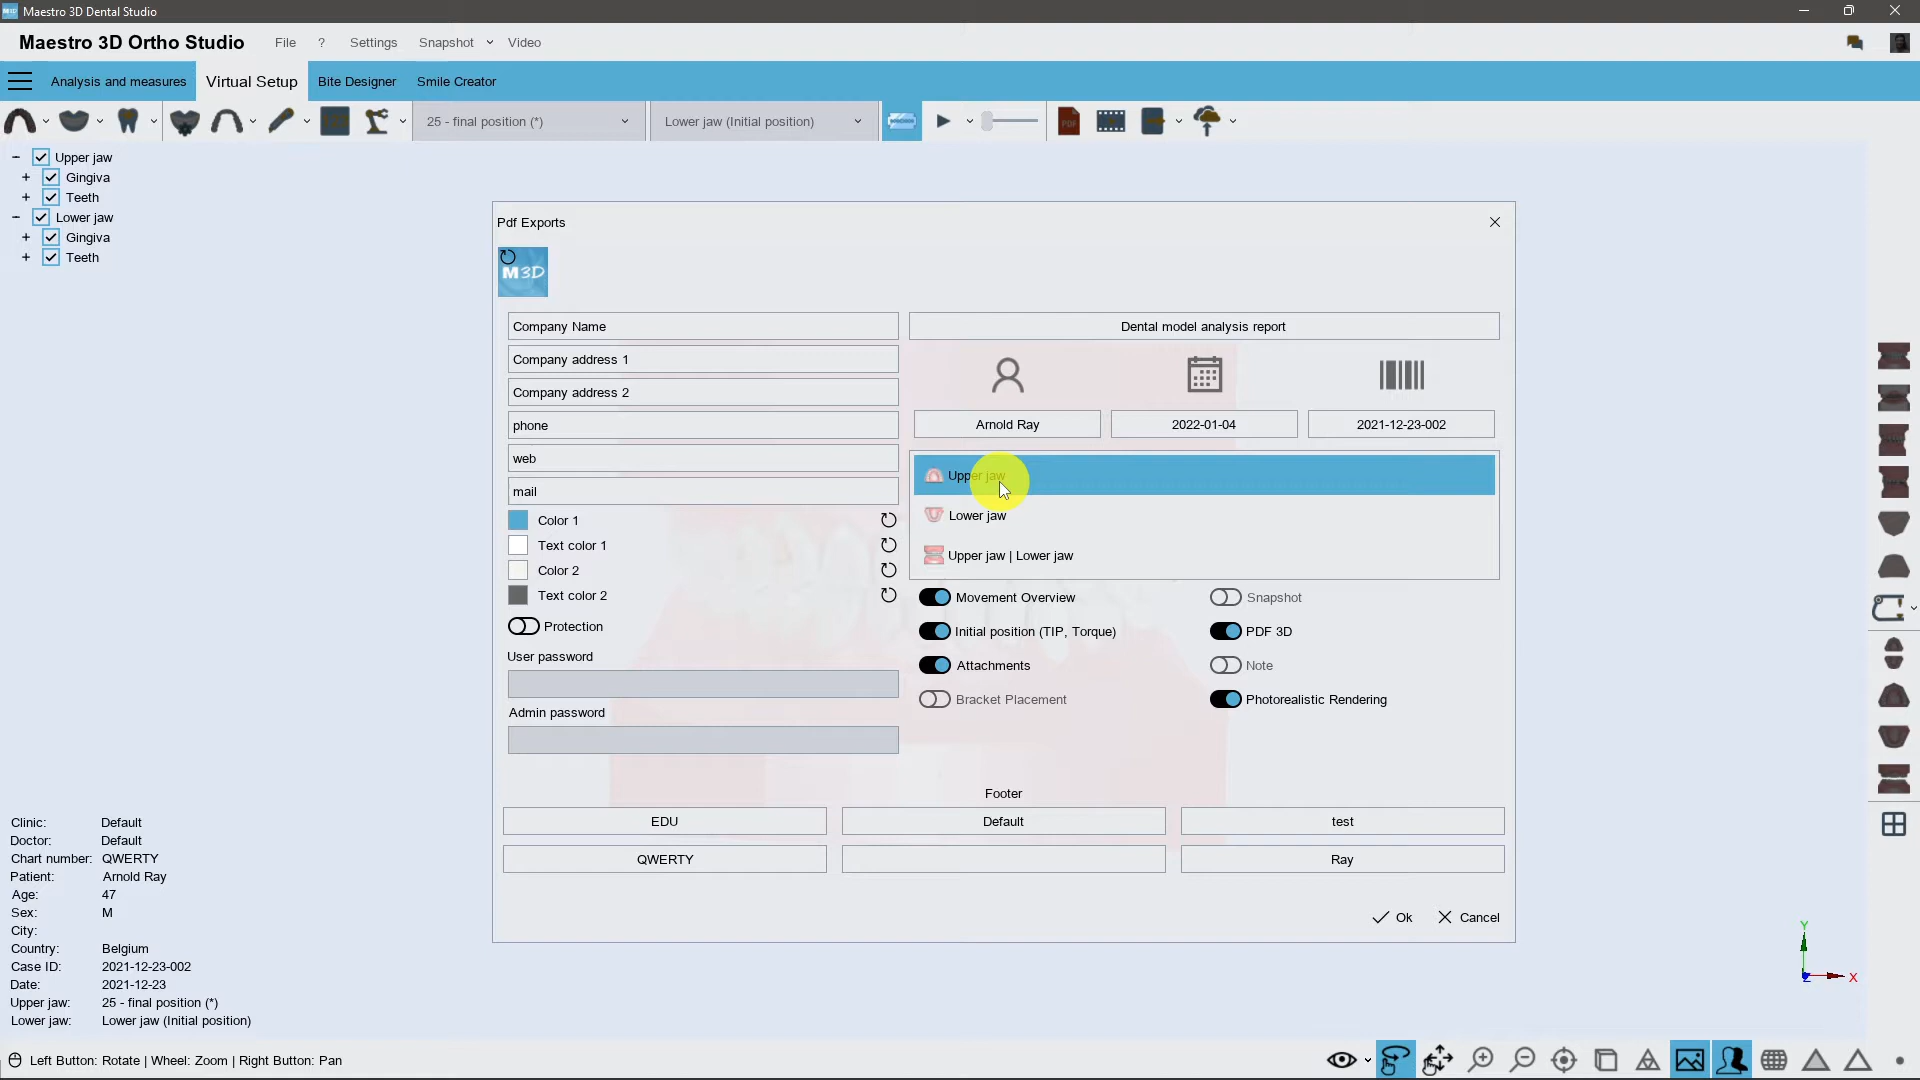 Maestro 3D Dental Studio
Maestro 3D Ortho Studio File ? Settings Snapshot Video
Analysis and measures Virtual Setup Bite Designer Smile Creator
25 - final position (*) Lower jaw (Initial position)
PDF
Upper jaw
Gingiva
Teeth
Lower jaw
Gingiva
Teeth
Pdf Exports
M3D
Company Name
Company address 1
Company address 2
phone
web
mail
Color 1
Text color 1
Color 2
Text color 2
Protection
User password
Admin password
Dental model analysis report
Arnold Ray 2022-01-04 2021-12-23-002
Upper jaw
Lower jaw
Upper jaw | Lower jaw
Movement Overview Snapshot
Initial position (TIP, Torque) PDF 3D
Attachments Note
Bracket Placement Photorealistic Rendering
Footer
EDU Default test
QWERTY Ray
Ok Cancel
Clinic: Default
Doctor: Default
Chart number: QWERTY
Patient: Arnold Ray
Age: 47
Sex: M
City:
Country: Belgium
Case ID: 2021-12-23-002
Date: 2021-12-23
Upper jaw: 25 - final position (*)
Lower jaw: Lower jaw (Initial position)
Y
Z X
Left Button: Rotate | Wheel: Zoom | Right Button: Pan